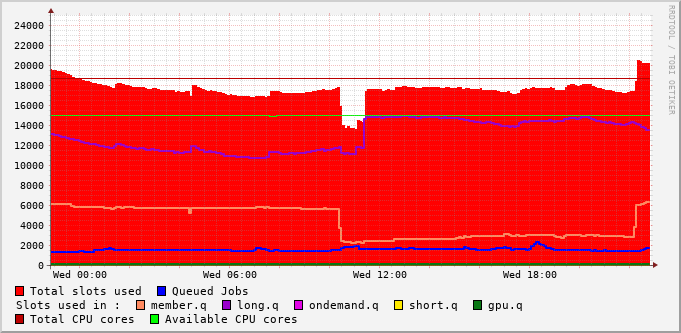 RRDTOOL / TOBI OETIKER
24000
22000
20000
18000
16000
14000
12000
10000
8000
6000
4000
2000
0
Wed 00:00 Wed 06:00 Wed 12:00 Wed 18:00
Total slots used Queued Jobs
Slots used in : member.q long.q ondemand.q short.q gpu.q
Total CPU cores Available CPU cores